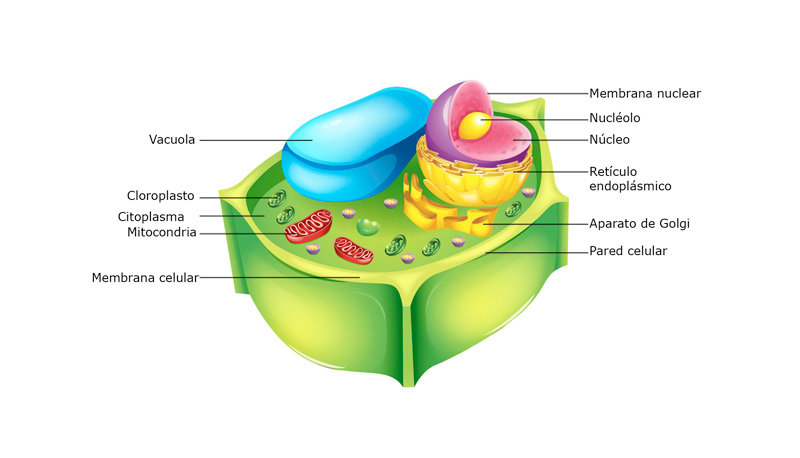 Membrana nuclear
Nucléolo
Núcleo
Retículo
endoplásmico
Aparato de Golgi
Pared celular
Vacuola
Cloroplasto
Citoplasma
Mitocondria
Membrana celular